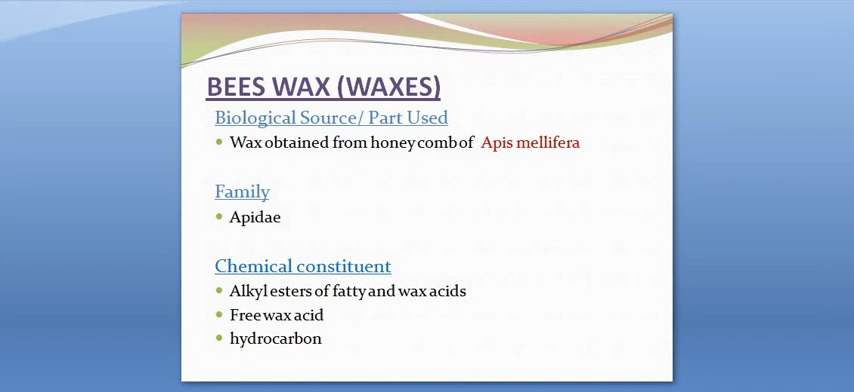 BEES WAX (WAXES)
Biological Source/ Part Used
Wax obtained from honey comb of Apis mellifera
Family
Apidae
Chemical constituent
Alkyl esters of fatty and wax acids
Free wax acid
hydrocarbon